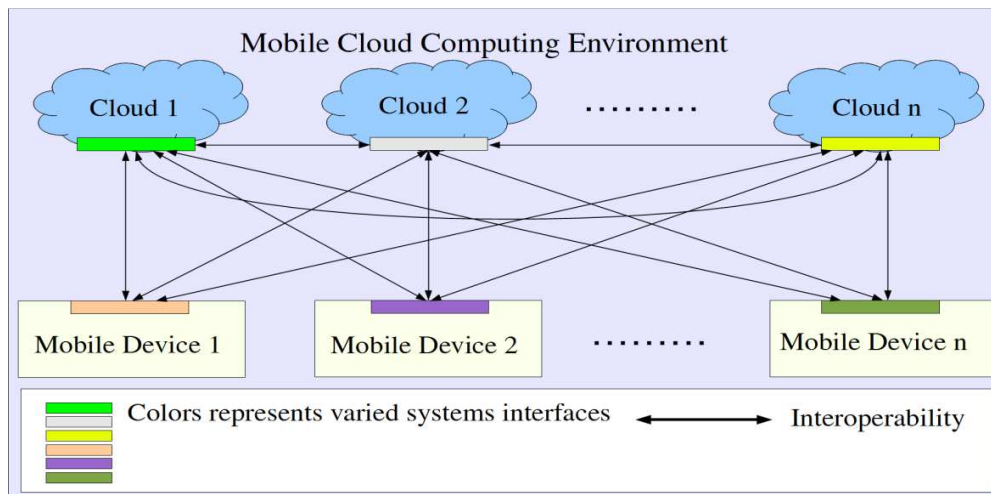 Mobile Cloud Computing Environment
Cloud 1
Cloud 2
.........
Cloud n
Mobile Device 1
Mobile Device 2
.........
Mobile Device n
Colors represents varied systems interfaces
Interoperability